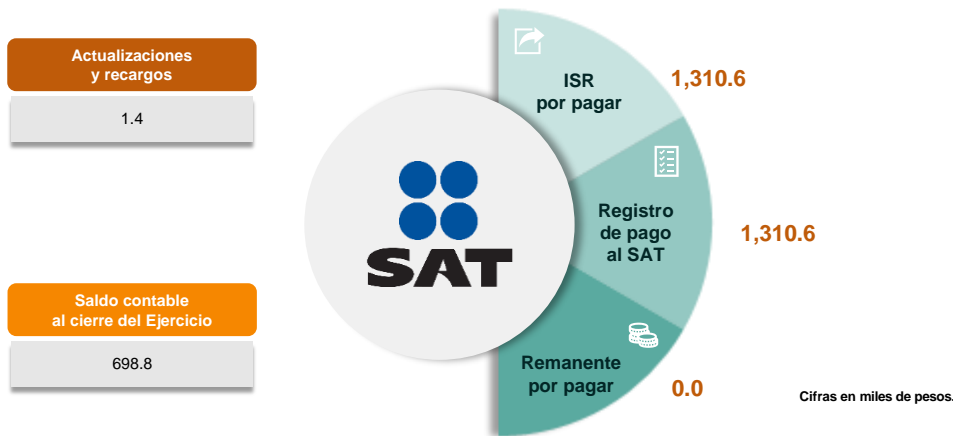 Actualizaciones
y recargos
1.4
Saldo contable
al cierre del Ejercicio
698.8
SAT
ISR
por pagar
1,310.6
Registro
de pago
al SAT
1,310.6
Remanente
por pagar
0.0
Cifras en miles de pesos.